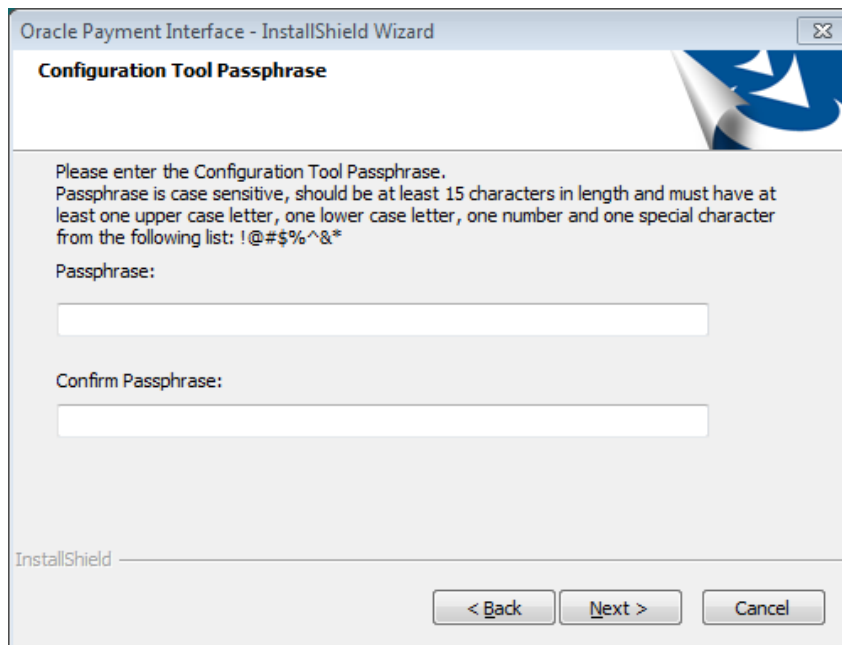 Oracle Payment Interface - InstallShield Wizard
Configuration Tool Passphrase
Please enter the Configuration Tool Passphrase.
Passphrase is case sensitive, should be at least 15 characters in length and must have at
least one upper case letter, one lower case letter, one number and one special character
from the following list: !@#$%^&*
Passphrase:
Confirm Passphrase:
InstallShield
< Back
Next >
Cancel